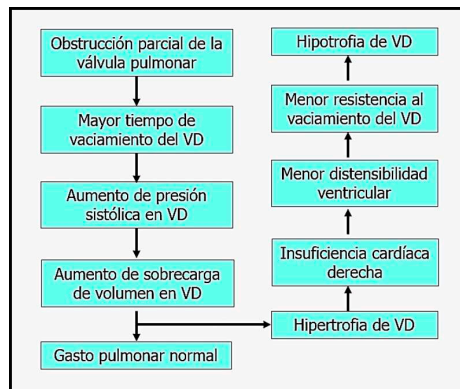 Obstrucción parcial de la
válvula pulmonar
Mayor tiempo de
vaciamiento del VD
Aumento de presión
sistólica en VD
Aumento de sobrecarga
de volumen en VD
Gasto pulmonar normal
Hipotrofia de VD
Menor resistencia al
vaciamiento del VD
Menor distensibilidad
ventricular
Insuficiencia cardíaca
derecha
Hipertrofia de VD